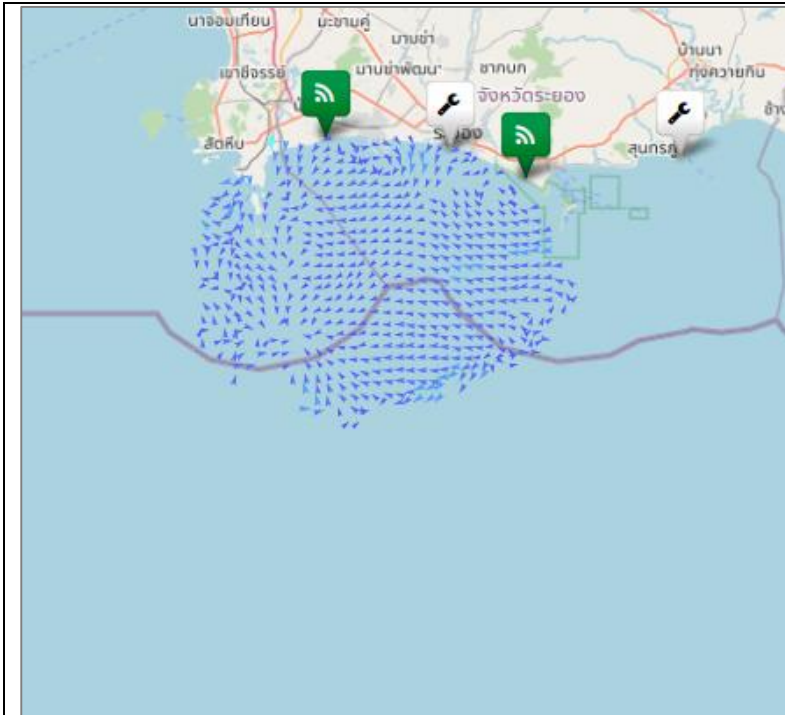 นาจอมเทียน
มะขามคู่
มาบข่า
บ้านนา
เขาชีจรรย์
มาบข่าพัฒนา
ชากบก
ทุ่งควายกิน
จังหวัดระยอง
สัตหีบ
สุนทรภู่